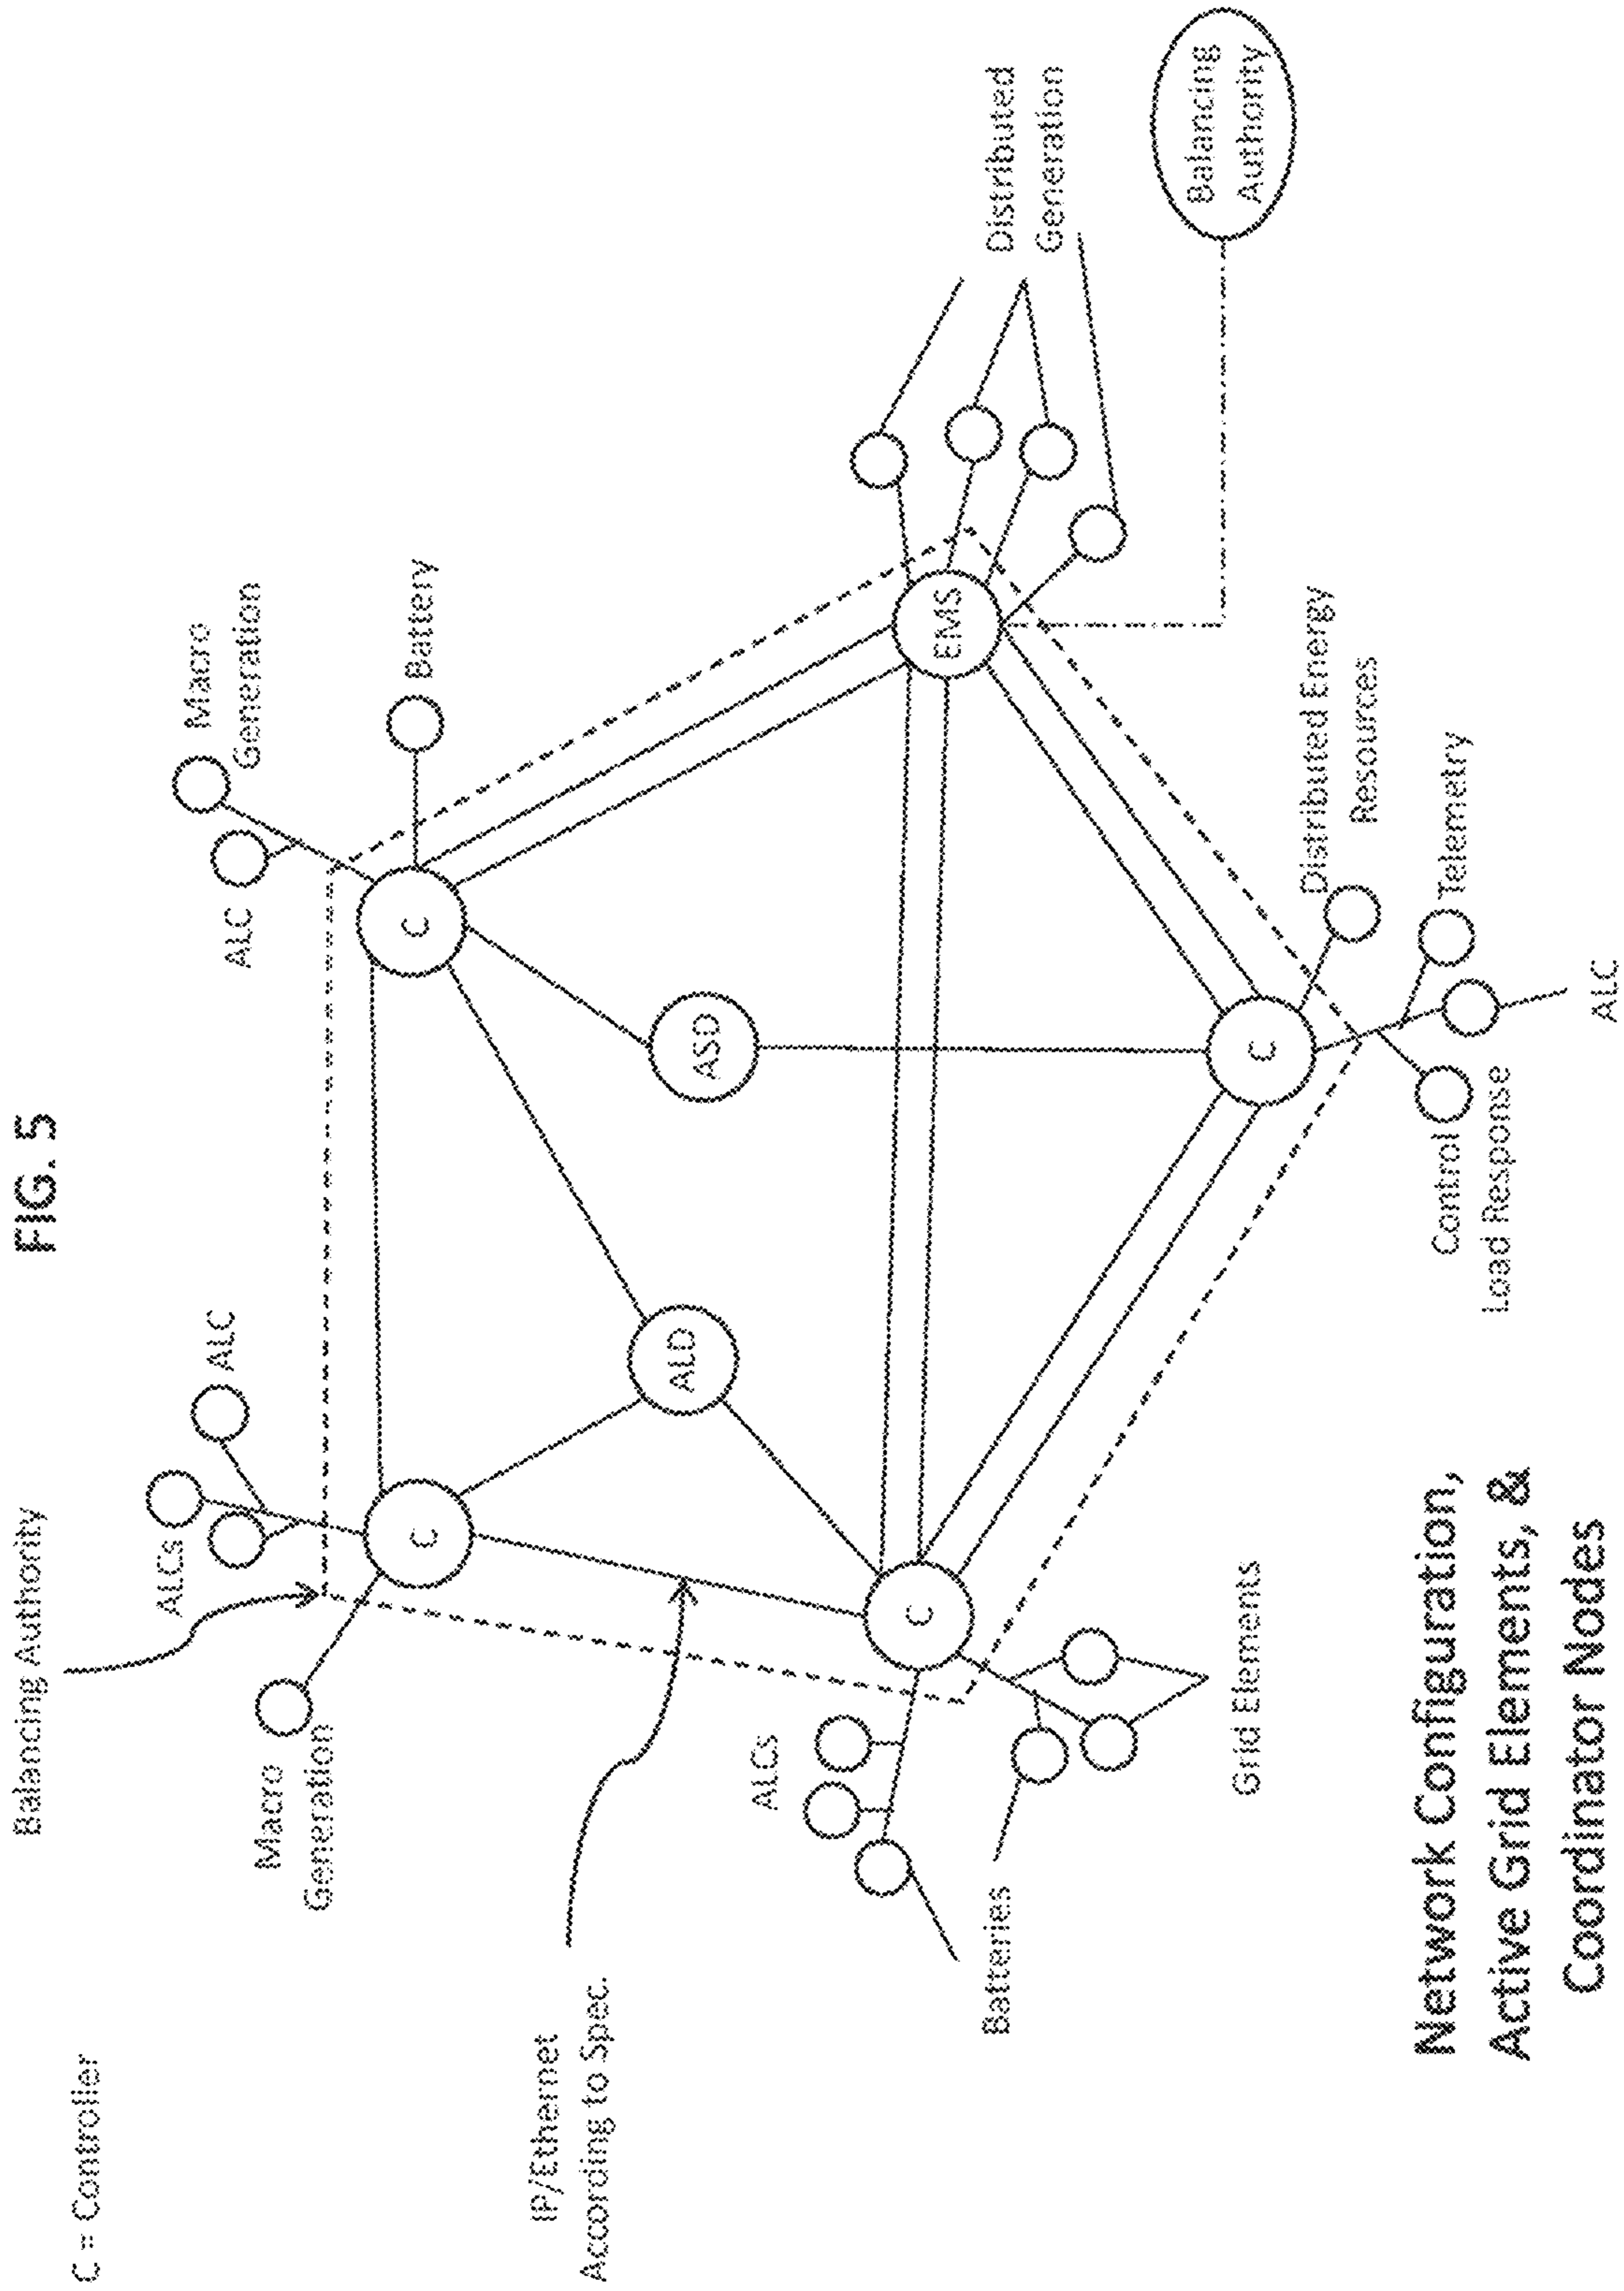 FIG. 5
C = Controller
Balancing Authority
ALCs
ALC
Macro
Generation
ALC
Macro
Generation
Battery
C
C
IP/Ethernet
According to Spec.
ALD
ASD
ALCs
Batteries
C
EMS
Distributed
Generation
Grid Elements
C
Distributed Energy
Resources
Balancing
Authority
Control
Load Response
Telemetry
ALC
Network Configuration,
Active Grid Elements, &
Coordinator Nodes